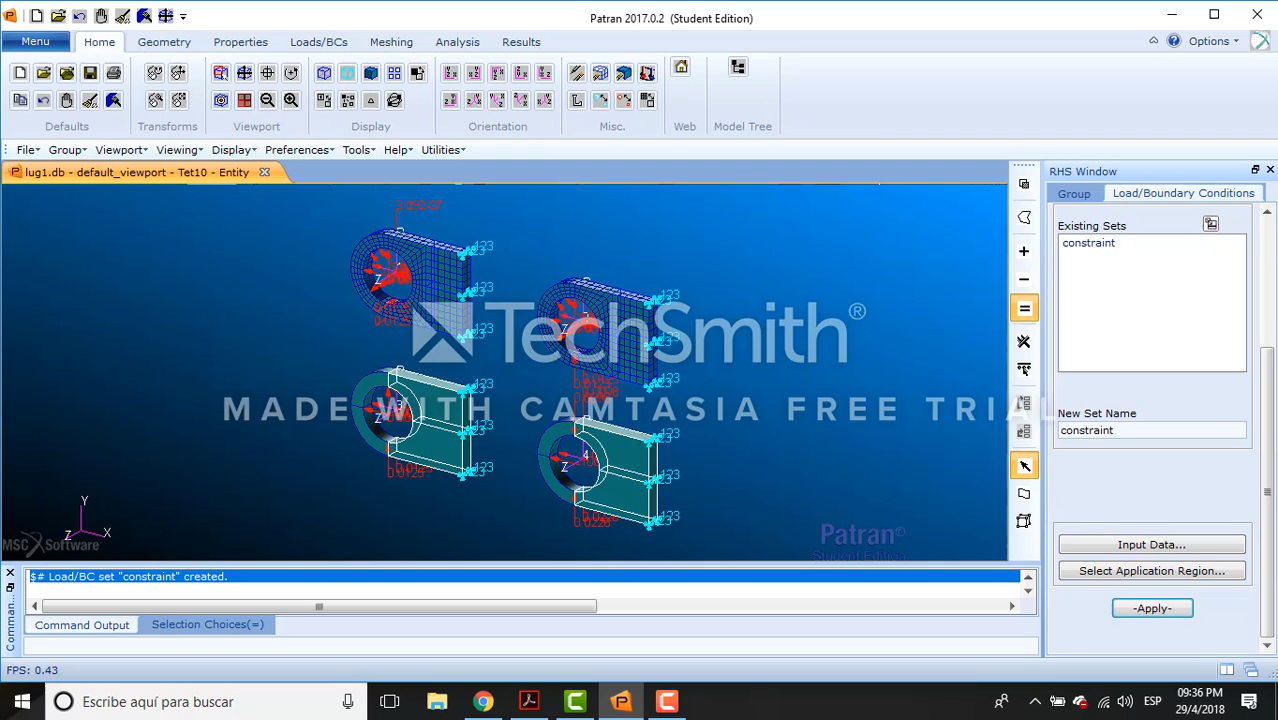 Patran 2017.0.2 (Student Edition)
Menu Home Geometry Properties Loads/BCs Meshing Analysis Results Options
Defaults Transforms Viewport Display Orientation Misc. Web Model Tree
File Group Viewport Viewing Display Preferences Tools Help Utilities
lug1.db - default_viewport - Tet10 - Entity
RHS Window
Group Load/Boundary Conditions
Existing Sets
constraint
TechSmith®
MADE WITH CAMTASIA FREE TRIAL
New Set Name
constraint
Y
X
Z
MSC Software
Patran
Student Edition
Input Data...
Select Application Region...
-Apply-
$# Load/BC set "constraint" created.
Command Output Selection Choices(=)
FPS: 0.43
Escribe aquí para buscar
ESP
09:36 PM
29/4/2018